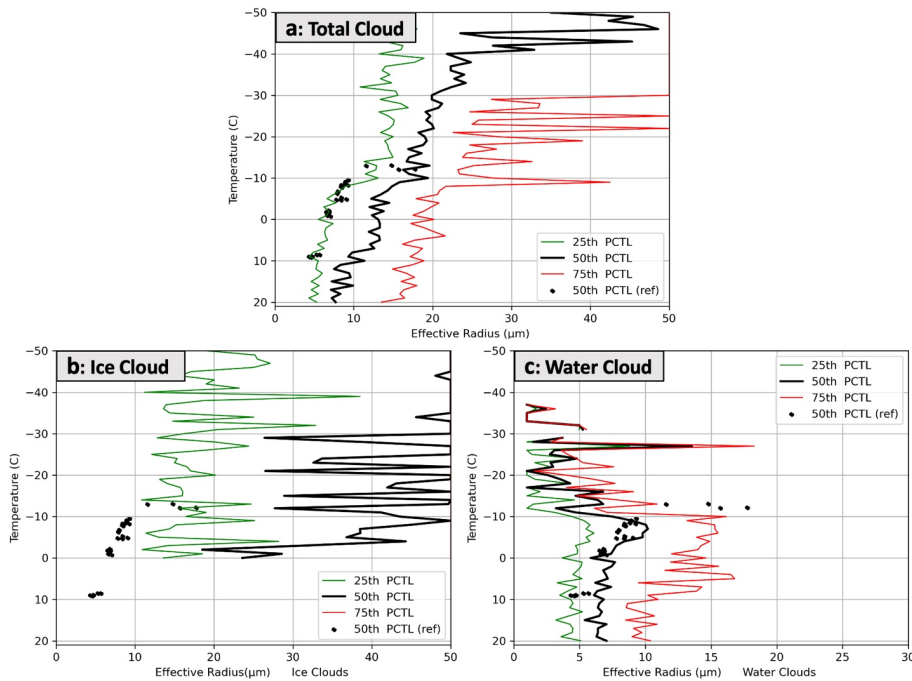 a: Total Cloud
−50
−40
−30
−20
−10
0
10
20
Temperature (C)
25th PCTL
50th PCTL
75th PCTL
50th PCTL (ref)
0 10 20 30 40 50
Effective Radius (μm)
b: Ice Cloud
−50
−40
−30
−20
−10
0
10
20
Temperature (C)
25th PCTL
50th PCTL
75th PCTL
50th PCTL (ref)
0 10 20 30 40 50
Effective Radius(μm) Ice Clouds
c: Water Cloud
−50
−40
−30
−20
−10
0
10
20
Temperature (C)
25th PCTL
50th PCTL
75th PCTL
50th PCTL (ref)
0 5 10 15 20 25 30
Effective Radius (μm) Water Clouds